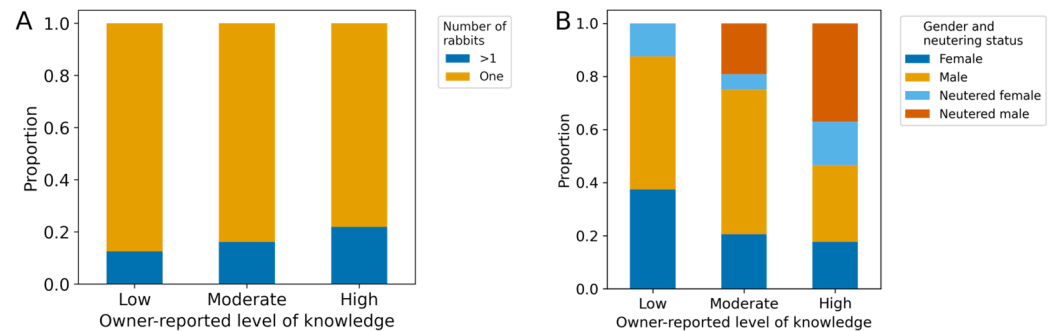 A
Proportion
1.0
0.8
0.6
0.4
0.2
0.0
Low Moderate High
Owner-reported level of knowledge
Number of
rabbits
>1
One
B
Proportion
1.0
0.8
0.6
0.4
0.2
0.0
Low Moderate High
Owner-reported level of knowledge
Gender and
neutering status
Female
Male
Neutered female
Neutered male